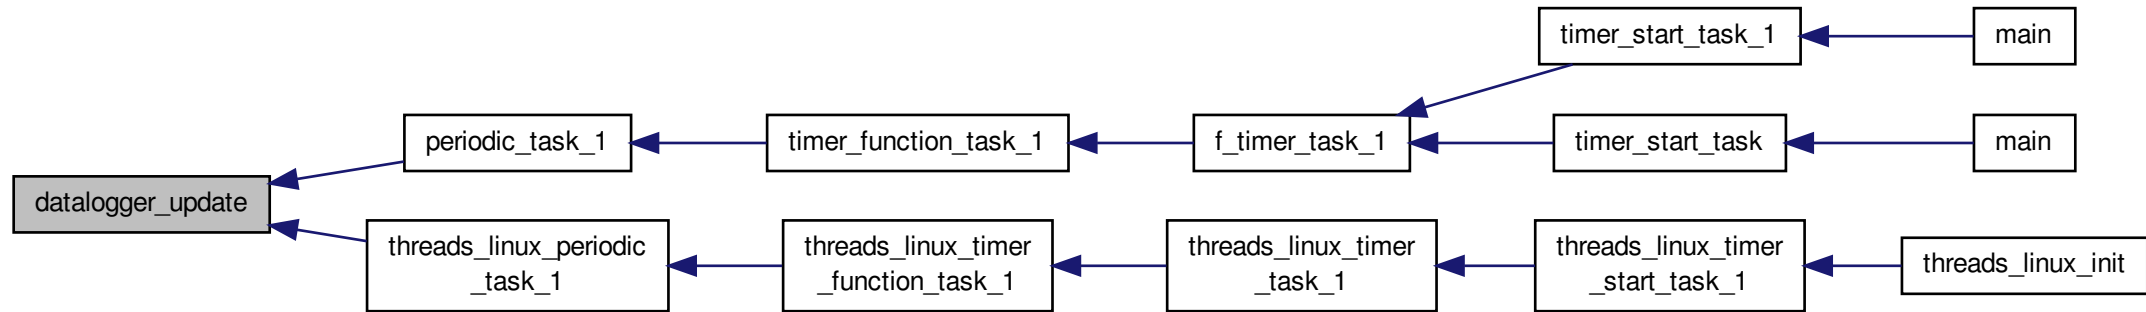 timer_start_task_1
main
periodic_task_1
timer_function_task_1
f_timer_task_1
timer_start_task
main
datalogger_update
threads_linux_periodic
_task_1
threads_linux_timer
_function_task_1
threads_linux_timer
_task_1
threads_linux_timer
_start_task_1
threads_linux_init